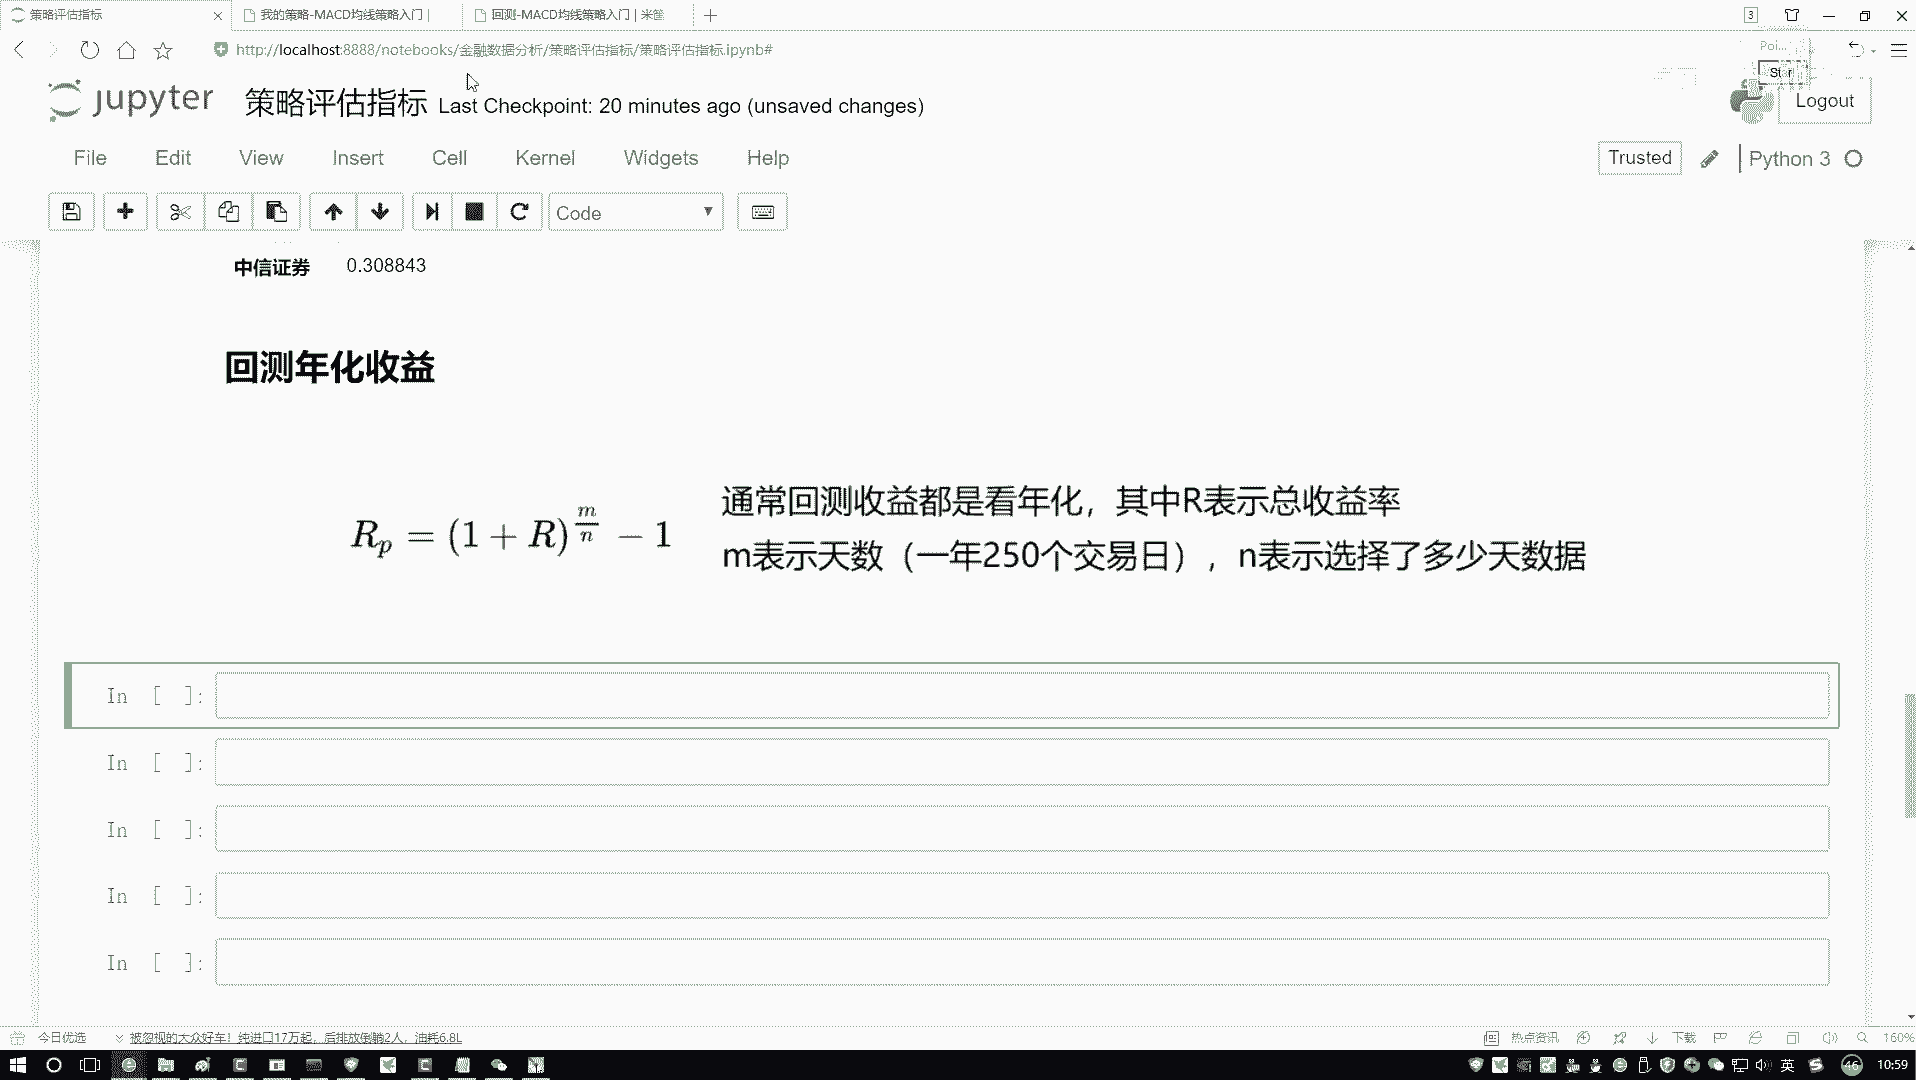 策略评估指标
我的策略-MACD均线策略入门 |
回测-MACD均线策略入门 | 米筐
3
http://localhost:8888/notebooks/金融数据分析/策略评估指标/策略评估指标.ipynb#
Poi...
Start
jupyter 策略评估指标 Last Checkpoint: 20 minutes ago (unsaved changes)
Logout
File Edit View Insert Cell Kernel Widgets Help
Trusted Python 3
Code
中信证券 0.308843
回测年化收益
R_p = (1 + R)^{m/n} − 1
通常回测收益都是看年化，其中R表示总收益率
m表示天数（一年250个交易日），n表示选择了多少天数据
In [ ]:
In [ ]:
In [ ]:
In [ ]:
In [ ]:
今日优选 被忽视的大众好车！纯进口17万起，后排放倒躺2人，油耗6.8L
热点资讯 下载 160%
英 46 10:59